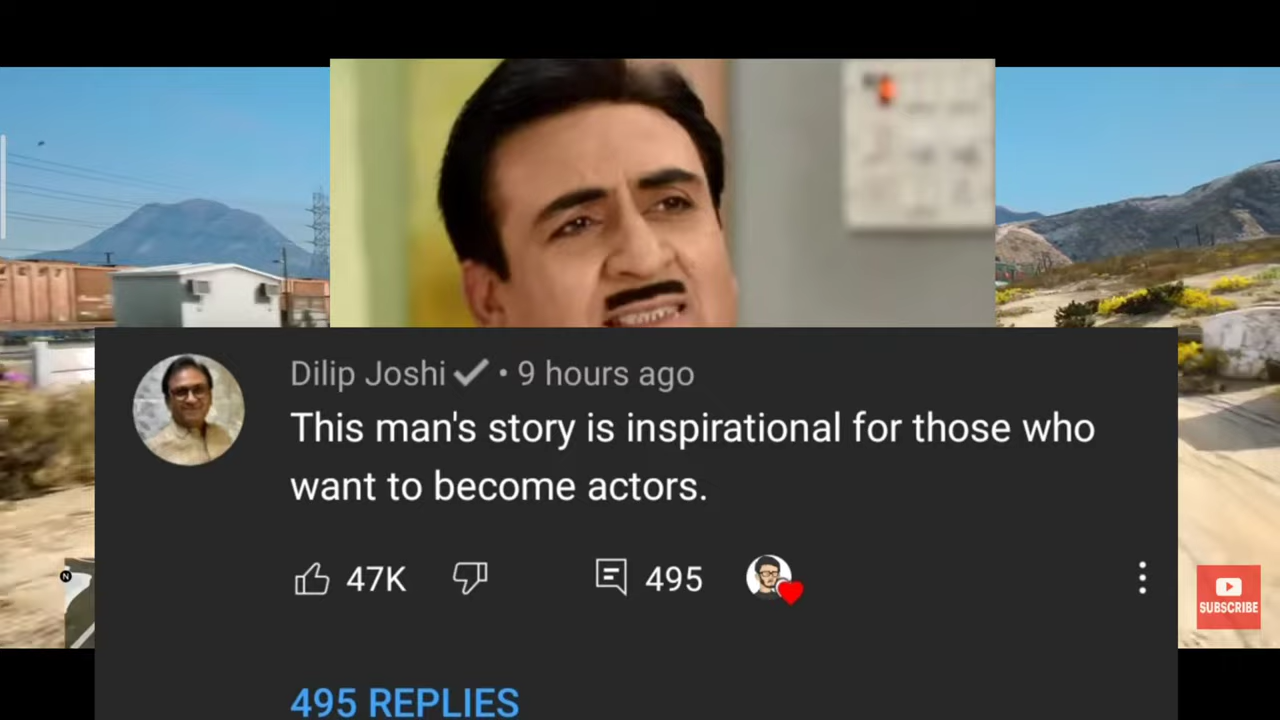 Dilip Joshi ✔ • 9 hours ago
This man's story is inspirational for those who
want to become actors.
47K 495
495 REPLIES
N
SUBSCRIBE